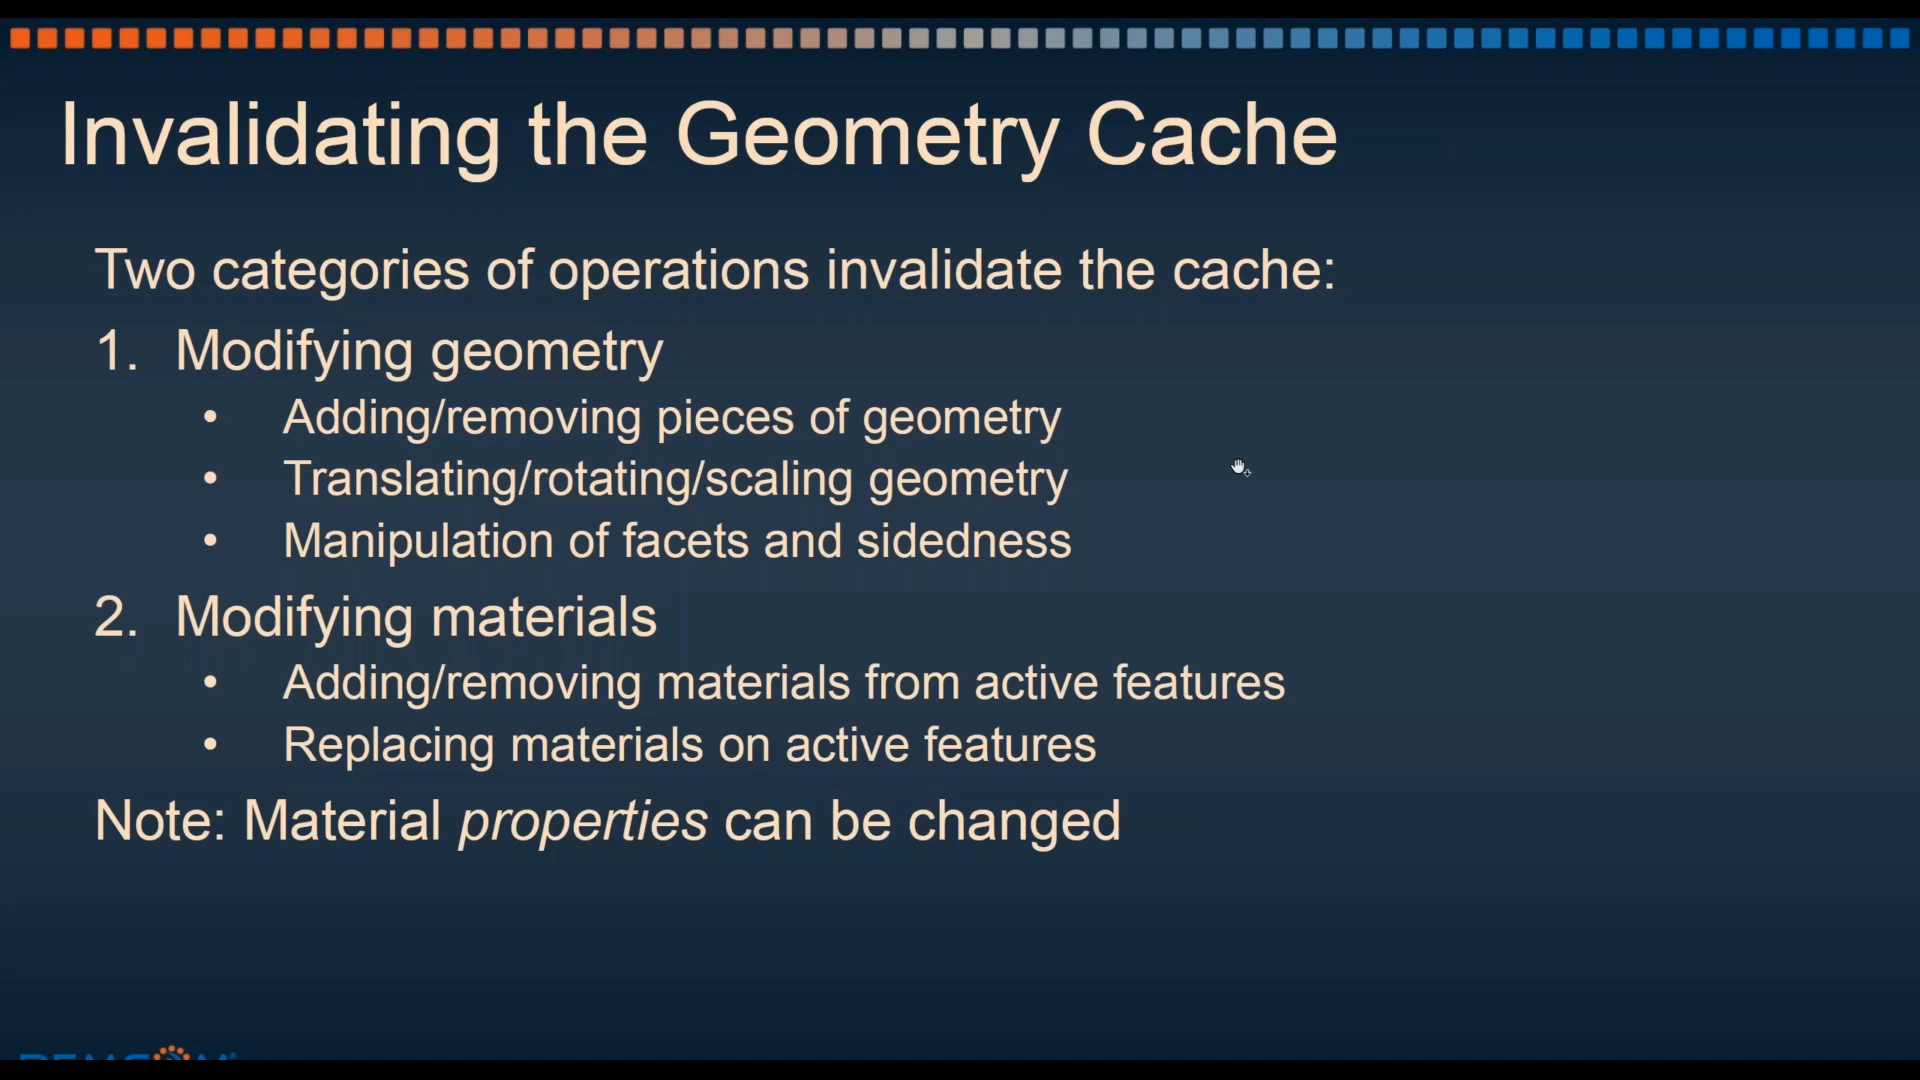 Invalidating the Geometry Cache
Two categories of operations invalidate the cache:
1. Modifying geometry
• Adding/removing pieces of geometry
• Translating/rotating/scaling geometry
• Manipulation of facets and sidedness
2. Modifying materials
• Adding/removing materials from active features
• Replacing materials on active features
Note: Material properties can be changed